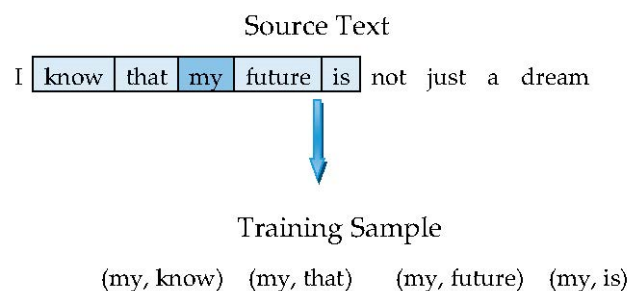 Source Text
I know that my future is not just a dream
Training Sample
(my, know) (my, that) (my, future) (my, is)